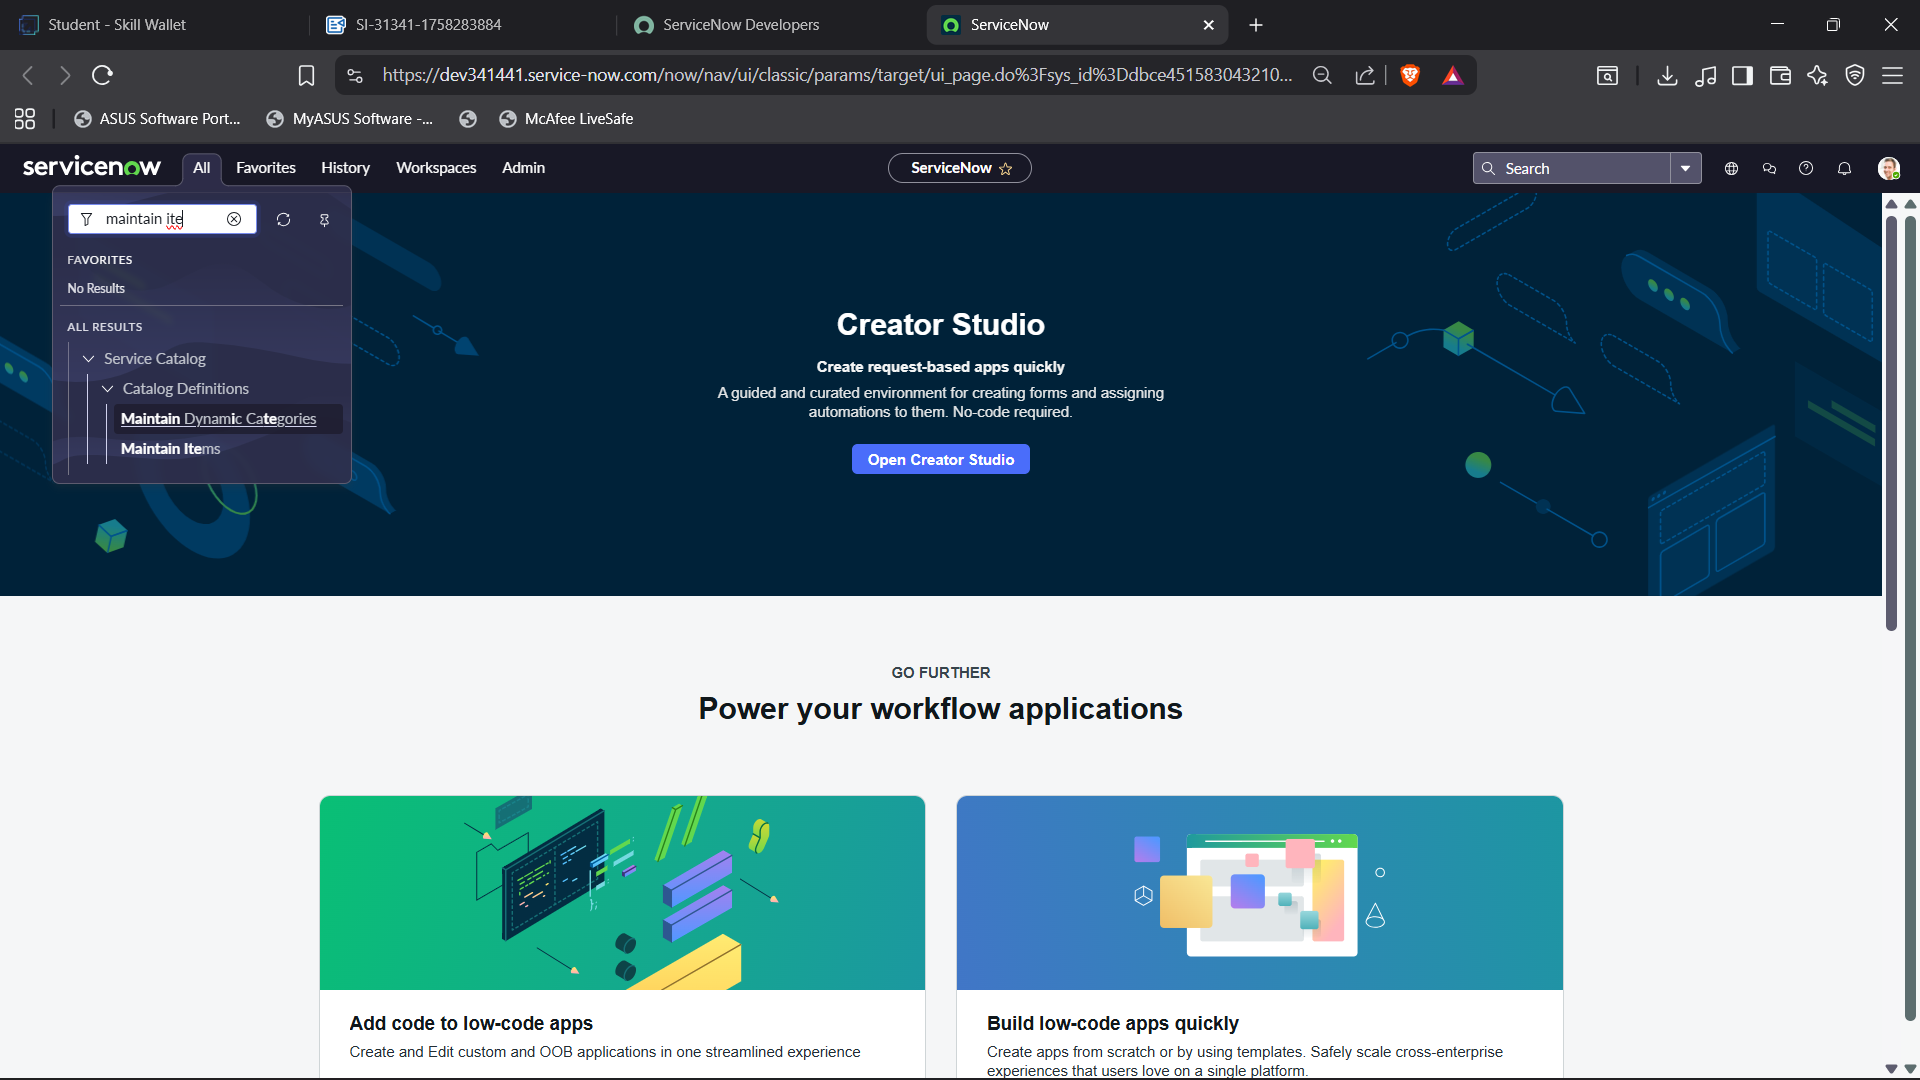 Student - Skill Wallet
SI-31341-1758283884
ServiceNow Developers
ServiceNow
https://dev341441.service-now.com/now/nav/ui/classic/params/target/ui_page.do%3Fsys_id%3Ddbce451583043210...
ASUS Software Port...
MyASUS Software -...
McAfee LiveSafe
servicenow
All
Favorites
History
Workspaces
Admin
ServiceNow
Search
maintain ite
FAVORITES
No Results
ALL RESULTS
Service Catalog
Catalog Definitions
Maintain Dynamic Categories
Maintain Items
Creator Studio
Create request-based apps quickly
A guided and curated environment for creating forms and assigning
automations to them. No-code required.
Open Creator Studio
GO FURTHER
Power your workflow applications
Add code to low-code apps
Create and Edit custom and OOB applications in one streamlined experience
Build low-code apps quickly
Create apps from scratch or by using templates. Safely scale cross-enterprise
experiences that users love on a single platform.